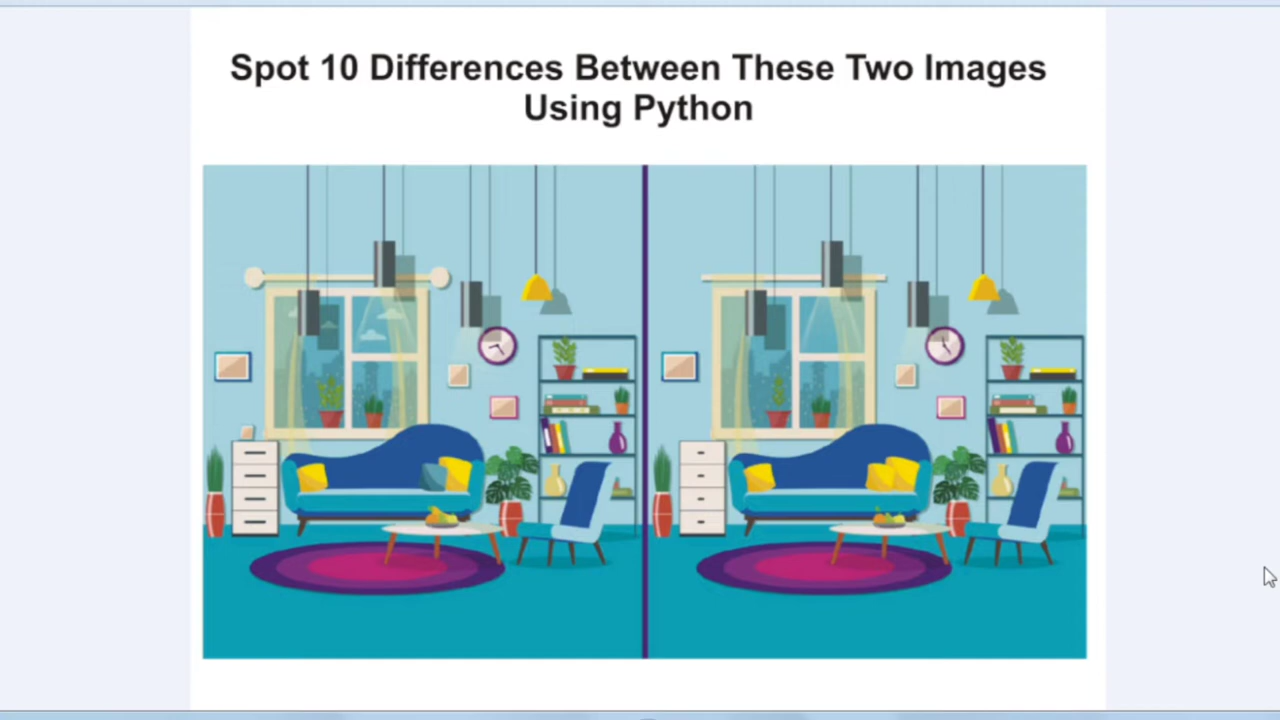 Spot 10 Differences Between These Two Images
Using Python